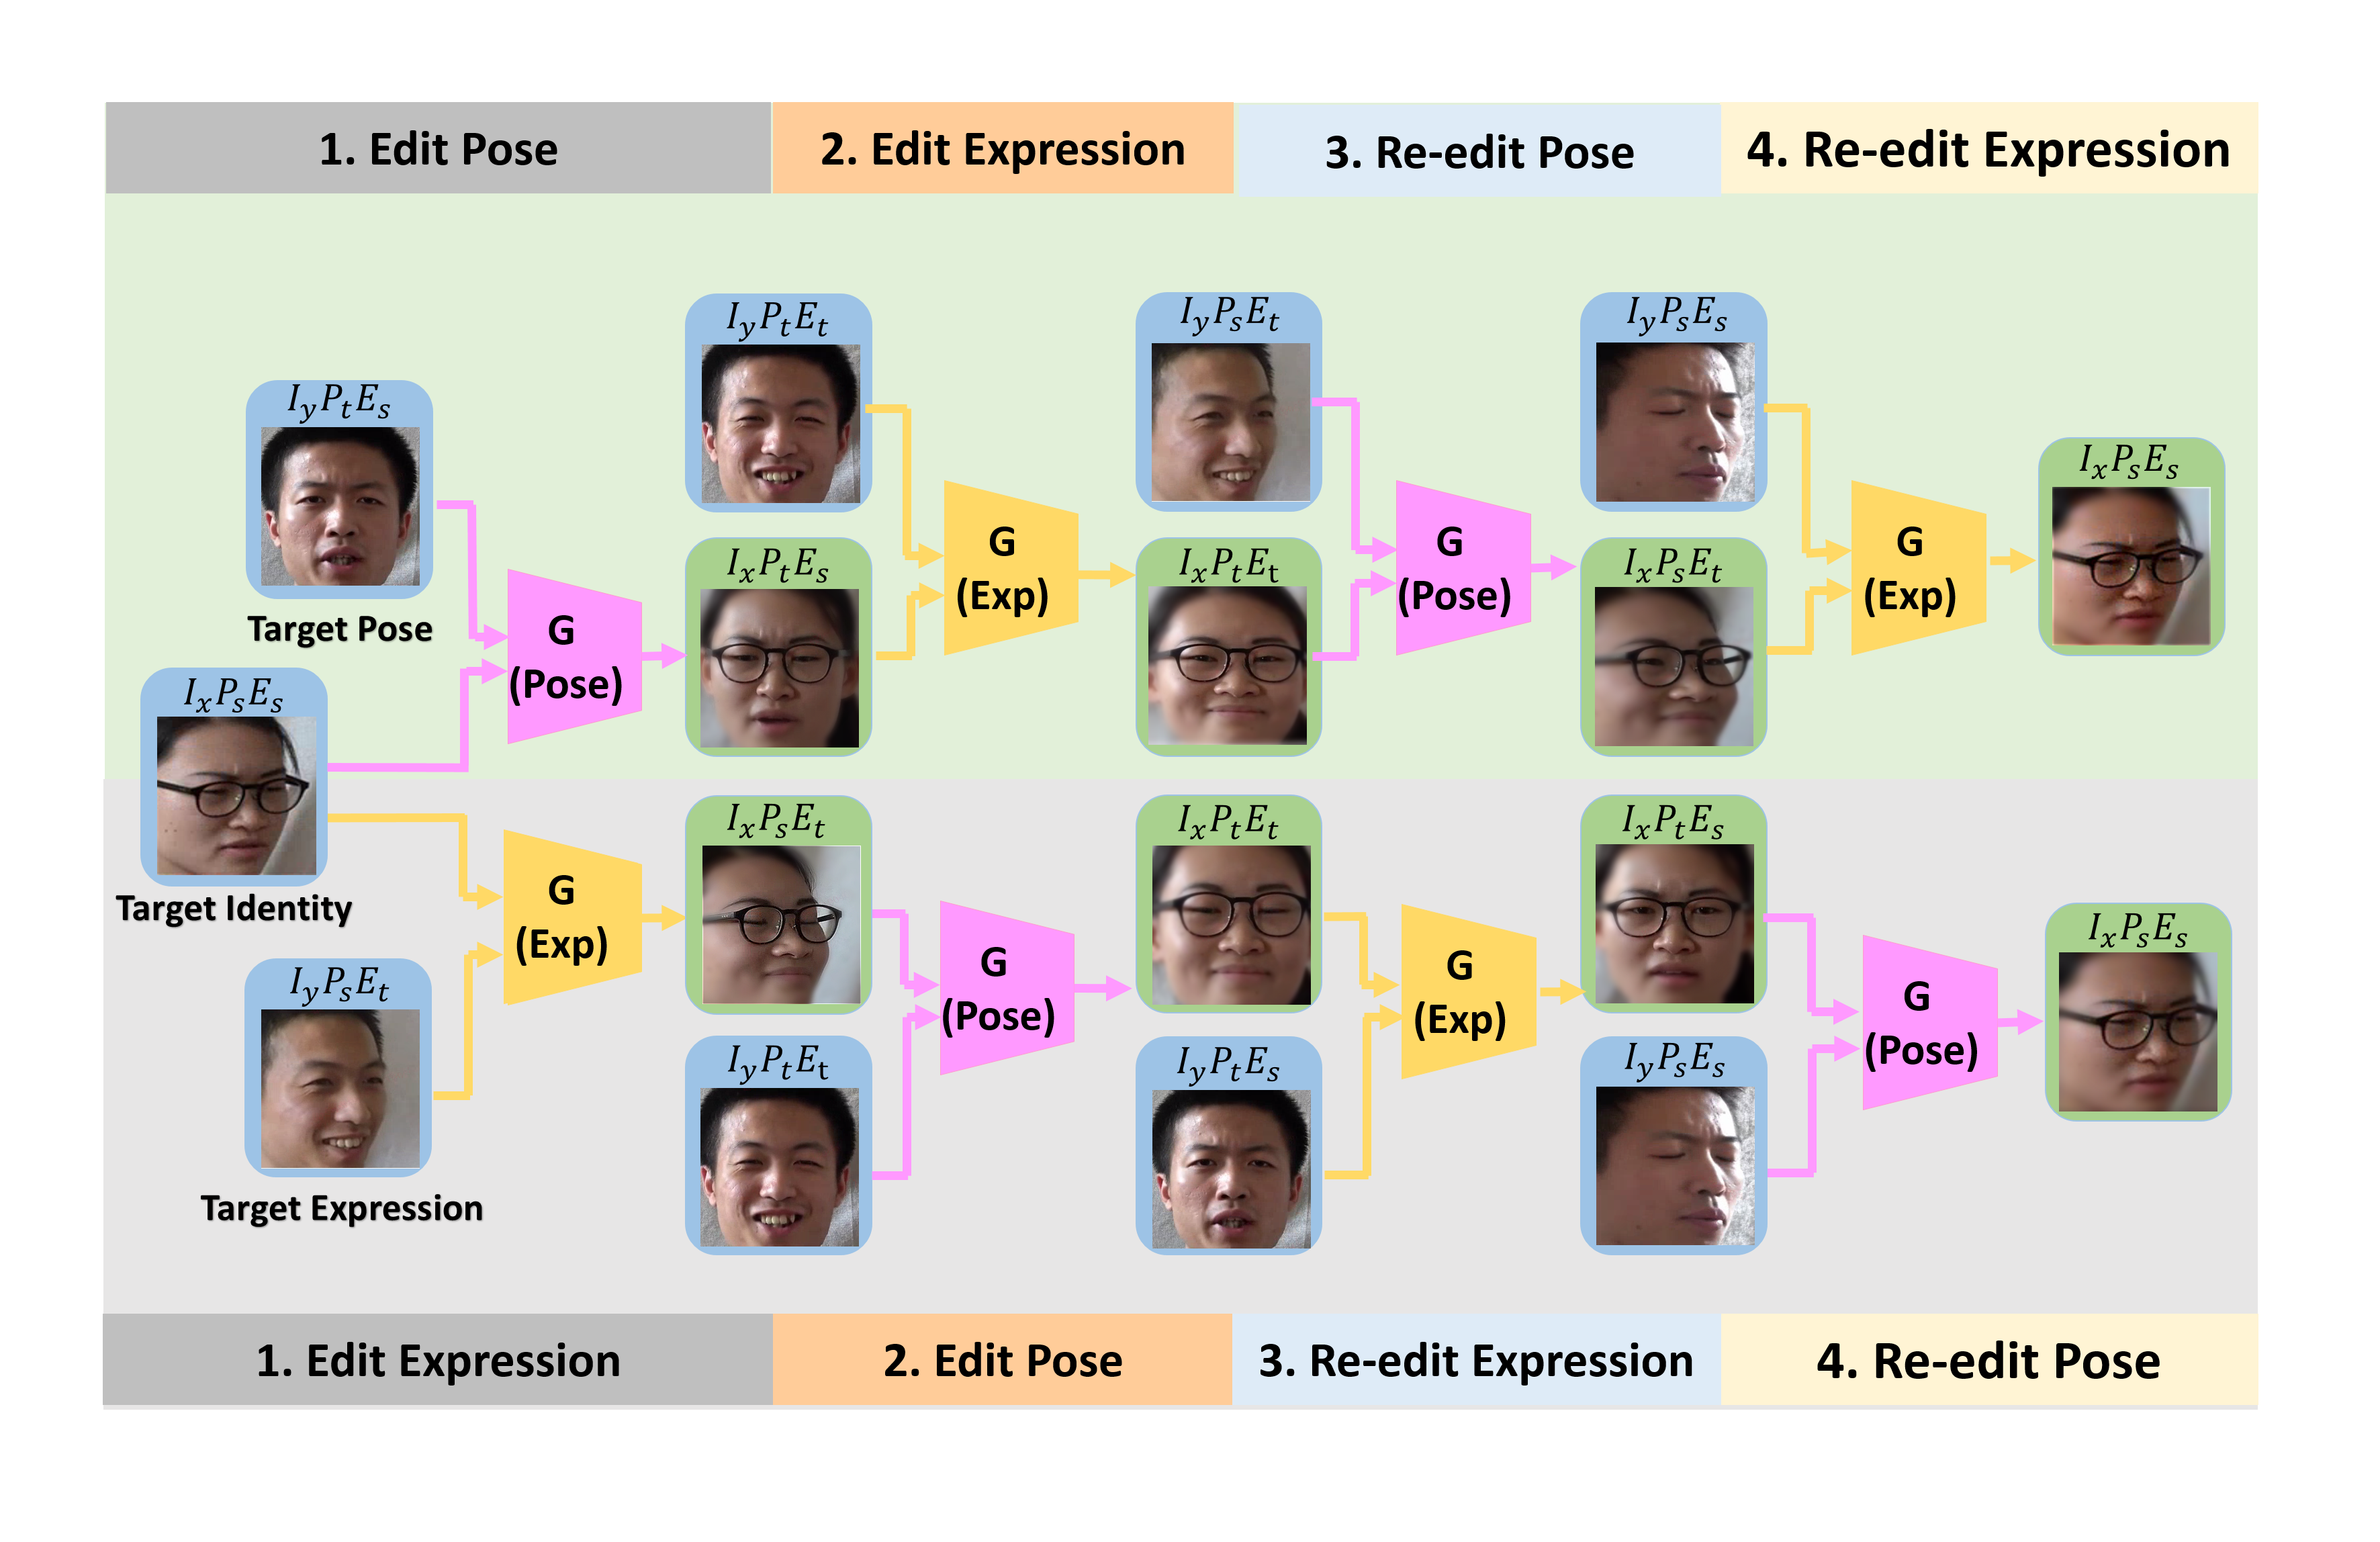 1. Edit Pose
2. Edit Expression
3. Re-edit Pose
4. Re-edit Expression
I_yP_tE_t
I_yP_sE_t
I_yP_sE_s
I_yP_tE_s
I_xP_sE_s
G
(Exp)
G
(Pose)
G
(Exp)
I_xP_tE_s
I_xP_tE_t
I_xP_sE_t
Target Pose
G
(Pose)
I_xP_sE_s
Target Identity
I_xP_sE_t
I_xP_tE_t
I_xP_tE_s
G
(Exp)
I_xP_sE_s
G
(Pose)
G
(Exp)
G
(Pose)
I_yP_sE_t
I_yP_tE_t
I_yP_tE_s
I_yP_sE_s
Target Expression
1. Edit Expression
2. Edit Pose
3. Re-edit Expression
4. Re-edit Pose